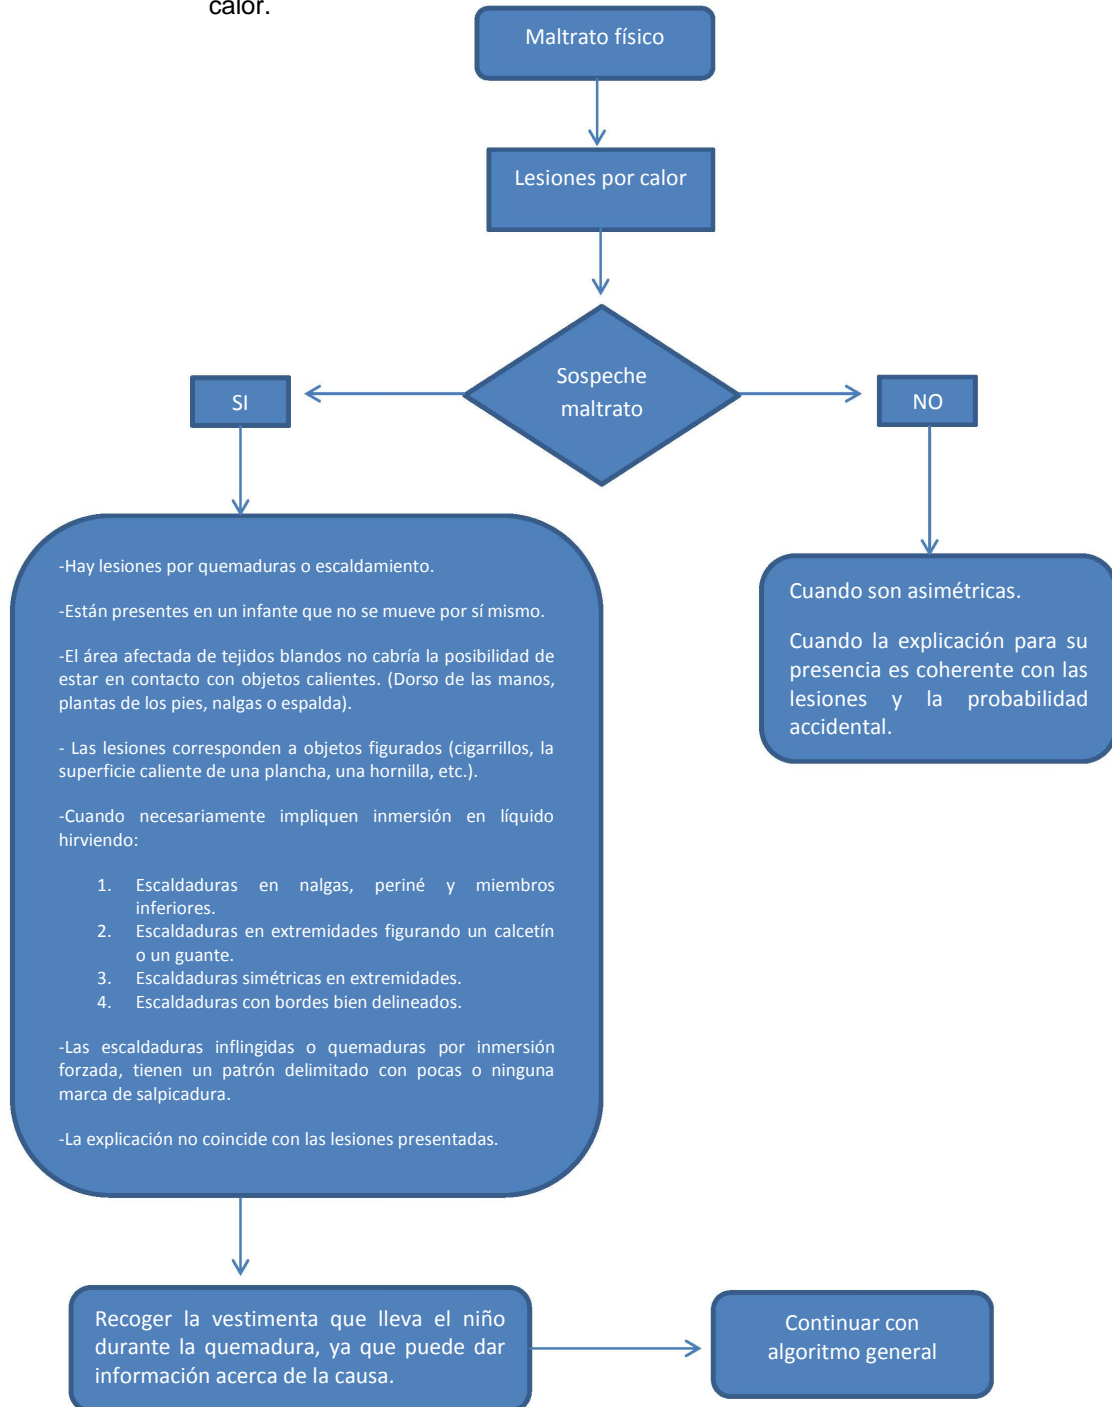 calor.
Maltrato físico
Lesiones por calor
Sospeche
maltrato
SI
NO
-Hay lesiones por quemaduras o escaldamiento.
-Están presentes en un infante que no se mueve por sí mismo.
-El área afectada de tejidos blandos no cabría la posibilidad de
estar en contacto con objetos calientes. (Dorso de las manos,
plantas de los pies, nalgas o espalda).
- Las lesiones corresponden a objetos figurados (cigarrillos, la
superficie caliente de una plancha, una hornilla, etc.).
-Cuando necesariamente impliquen inmersión en líquido
hirviendo:
1. Escaldaduras en nalgas, periné y miembros
inferiores.
2. Escaldaduras en extremidades figurando un calcetín
o un guante.
3. Escaldaduras simétricas en extremidades.
4. Escaldaduras con bordes bien delineados.
-Las escaldaduras inflingidas o quemaduras por inmersión
forzada, tienen un patrón delimitado con pocas o ninguna
marca de salpicadura.
-La explicación no coincide con las lesiones presentadas.
Cuando son asimétricas.
Cuando la explicación para su
presencia es coherente con las
lesiones y la probabilidad
accidental.
Recoger la vestimenta que lleva el niño
durante la quemadura, ya que puede dar
información acerca de la causa.
Continuar con
algoritmo general